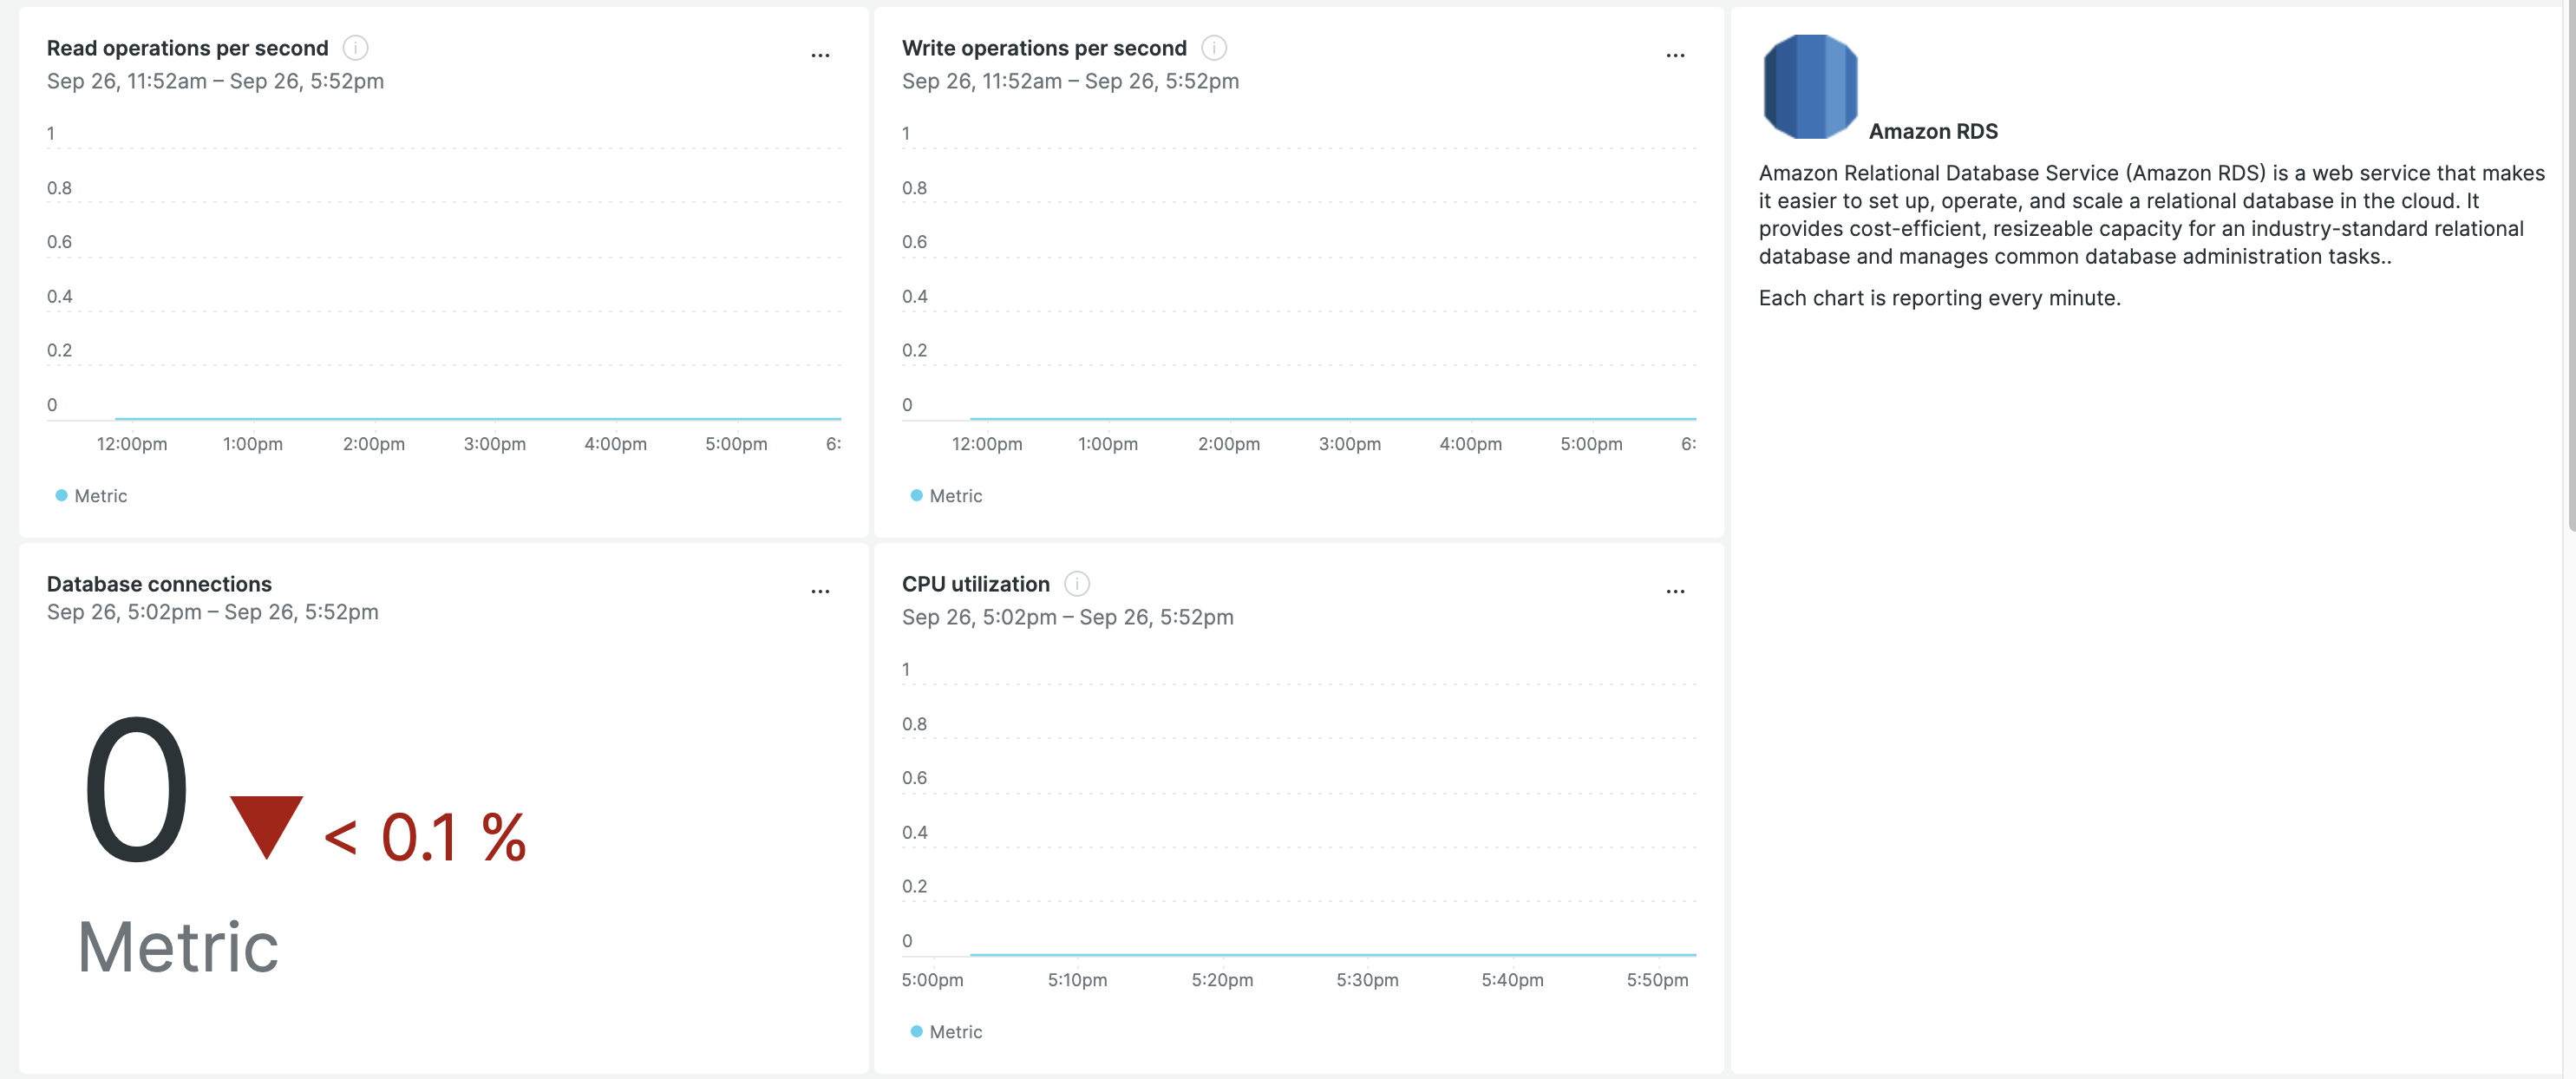 Read operations per second
Sep 26, 11:52am – Sep 26, 5:52pm
...
1
0.8
0.6
0.4
0.2
0
12:00pm 1:00pm 2:00pm 3:00pm 4:00pm 5:00pm 6:
Metric
Write operations per second
Sep 26, 11:52am – Sep 26, 5:52pm
...
1
0.8
0.6
0.4
0.2
0
12:00pm 1:00pm 2:00pm 3:00pm 4:00pm 5:00pm 6:
Metric
Amazon RDS
Amazon Relational Database Service (Amazon RDS) is a web service that makes
it easier to set up, operate, and scale a relational database in the cloud. It
provides cost-efficient, resizeable capacity for an industry-standard relational
database and manages common database administration tasks..
Each chart is reporting every minute.
Database connections
Sep 26, 5:02pm – Sep 26, 5:52pm
...
0 < 0.1 %
Metric
CPU utilization
Sep 26, 5:02pm – Sep 26, 5:52pm
...
1
0.8
0.6
0.4
0.2
0
5:00pm 5:10pm 5:20pm 5:30pm 5:40pm 5:50pm
Metric